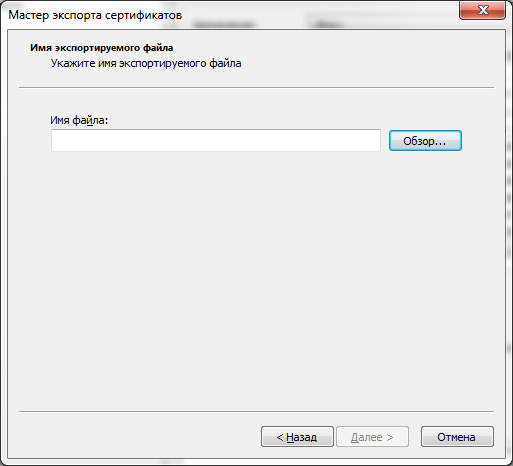 Мастер экспорта сертификатов
Имя экспортируемого файла
Укажите имя экспортируемого файла
Имя файла:
Обзор...
< Назад
Далее >
Отмена